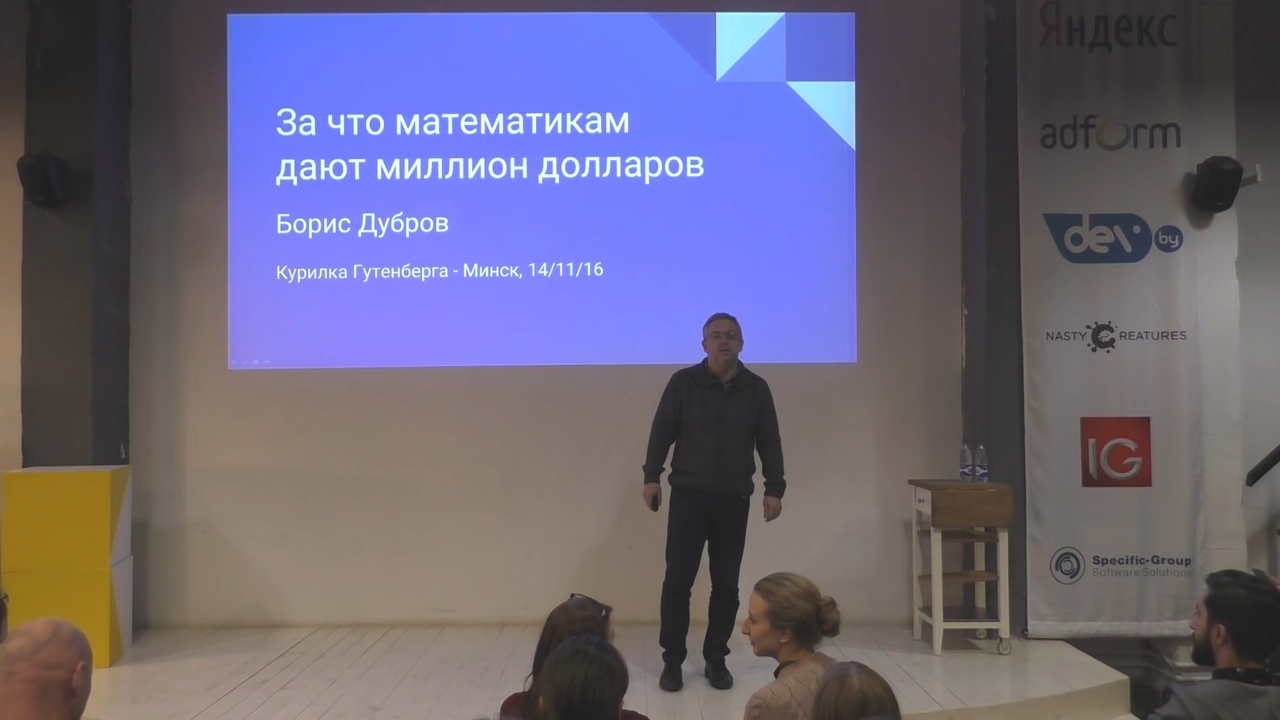 За что математикам
дают миллион долларов
Борис Дубров
Курилка Гутенберга - Минск, 14/11/16
Яндекс
adform
dev by
NASTY CREATURES
IG
Specific-Group
Software Solutions